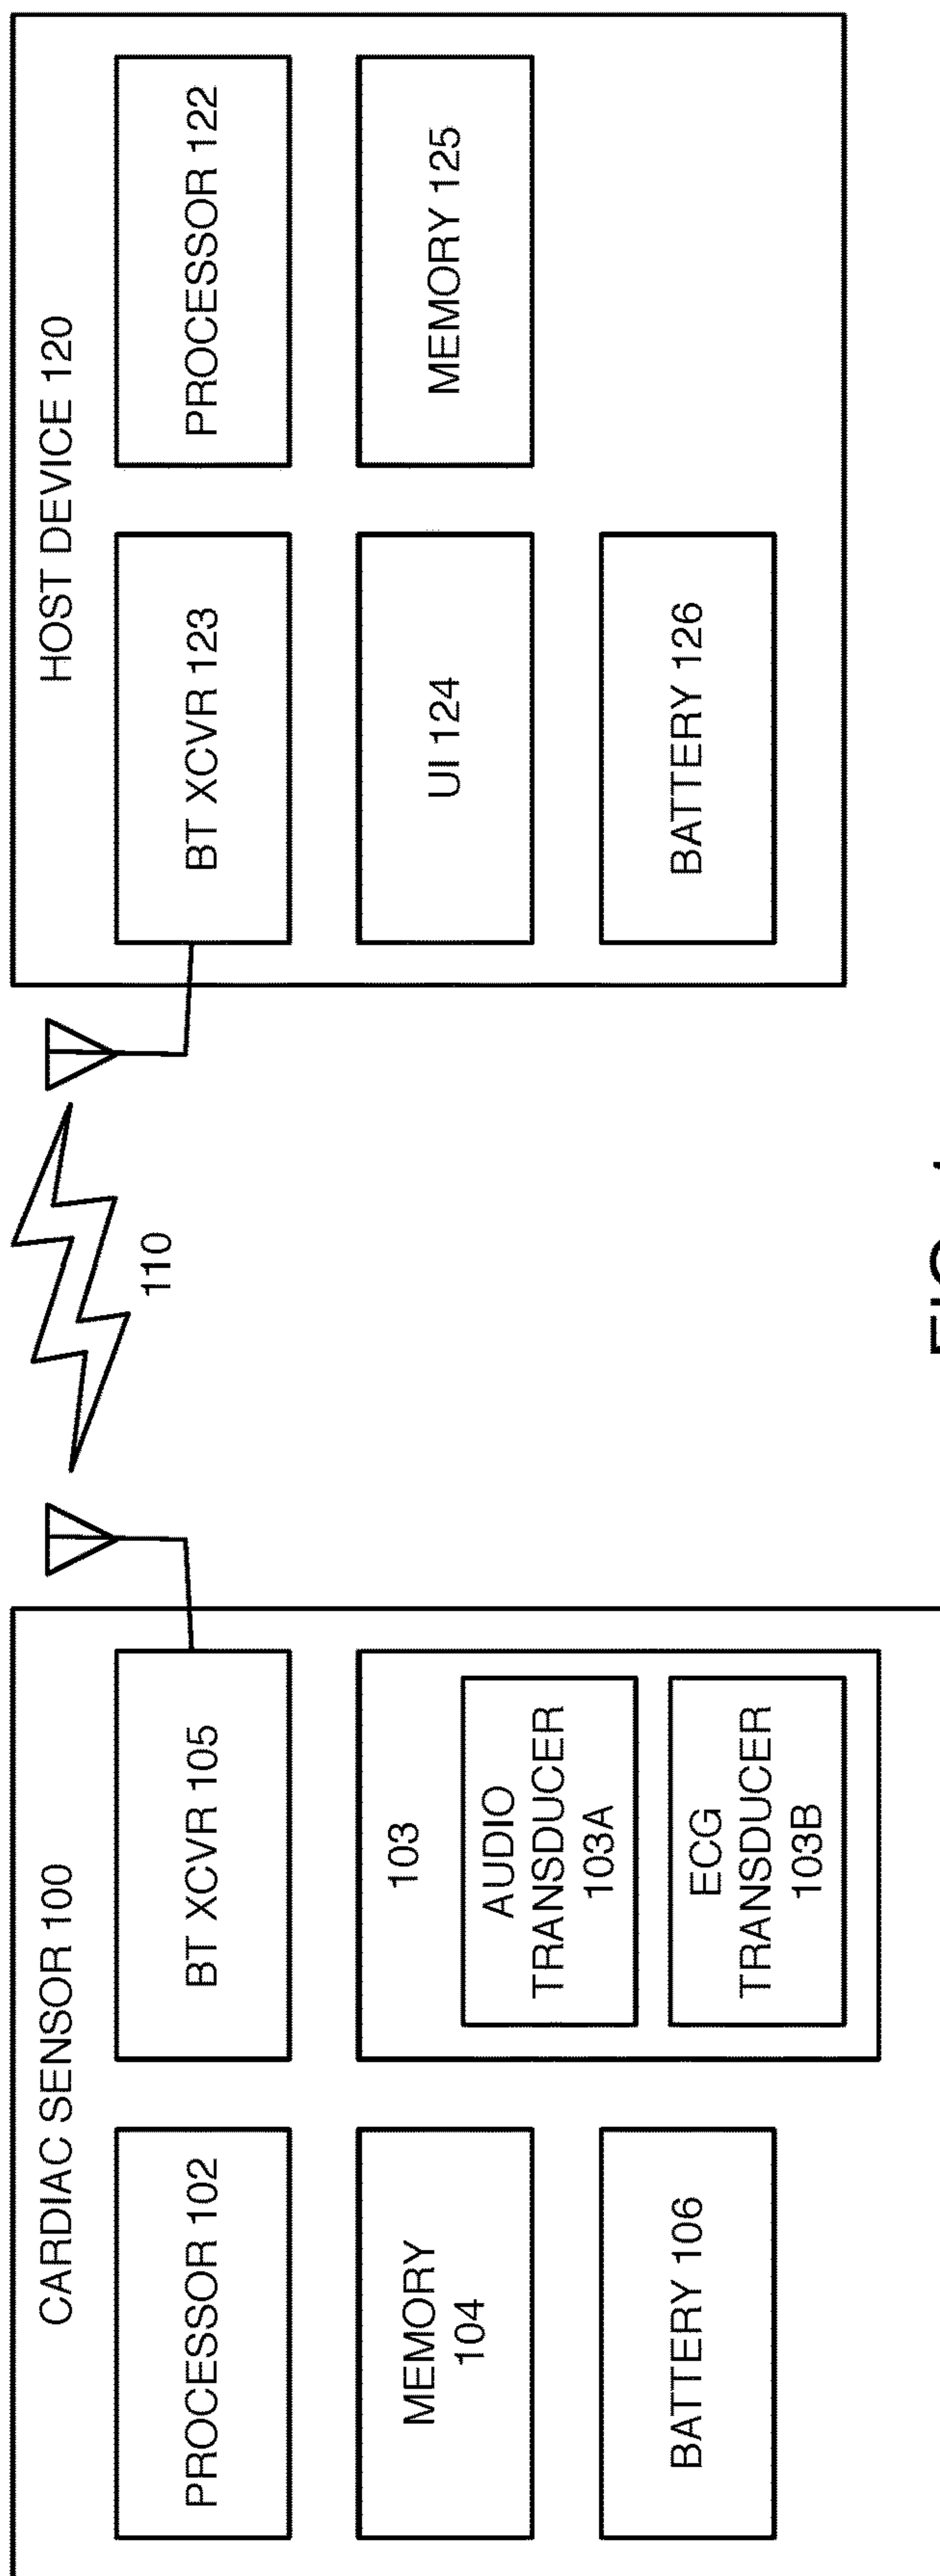 CARDIAC SENSOR 100
PROCESSOR 102
BT XCVR 105
MEMORY
104
103
AUDIO
TRANSDUCER
103A
ECG
TRANSDUCER
103B
BATTERY 106
110
HOST DEVICE 120
BT XCVR 123
PROCESSOR 122
UI 124
MEMORY 125
BATTERY 126